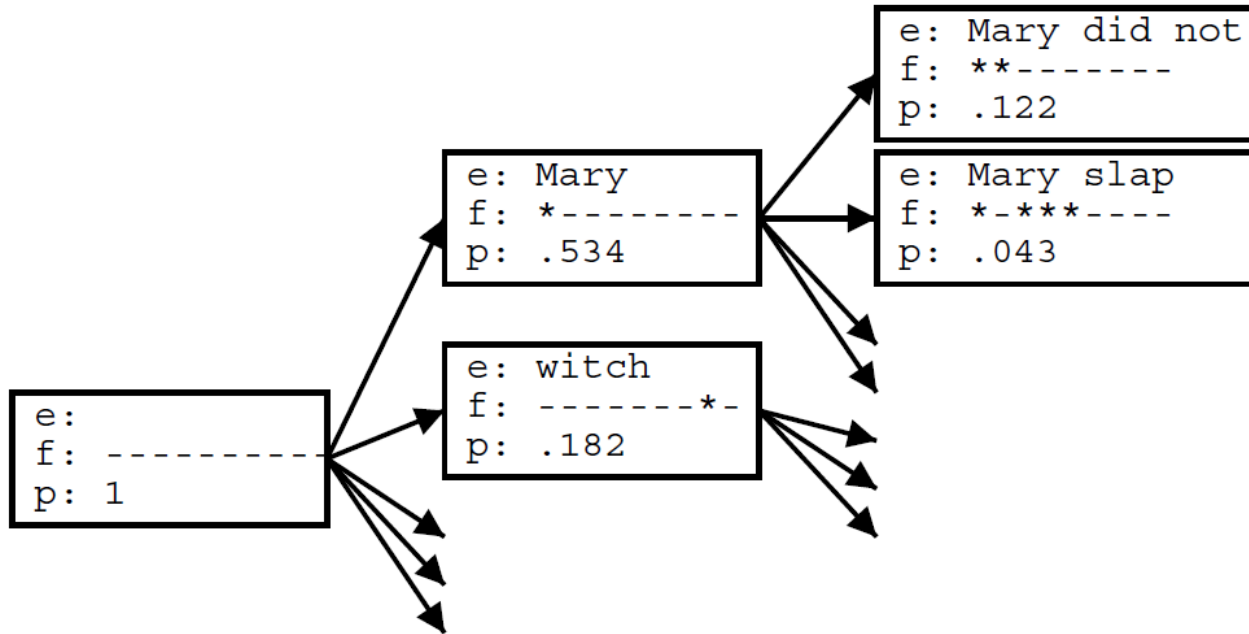 e: Mary did not
f: **-------
p: .122
e: Mary slap
f: *-***----
p: .043
e: Mary
f: *--------
p: .534
e: witch
f: -------*-
p: .182
e:
f: ----------
p: 1